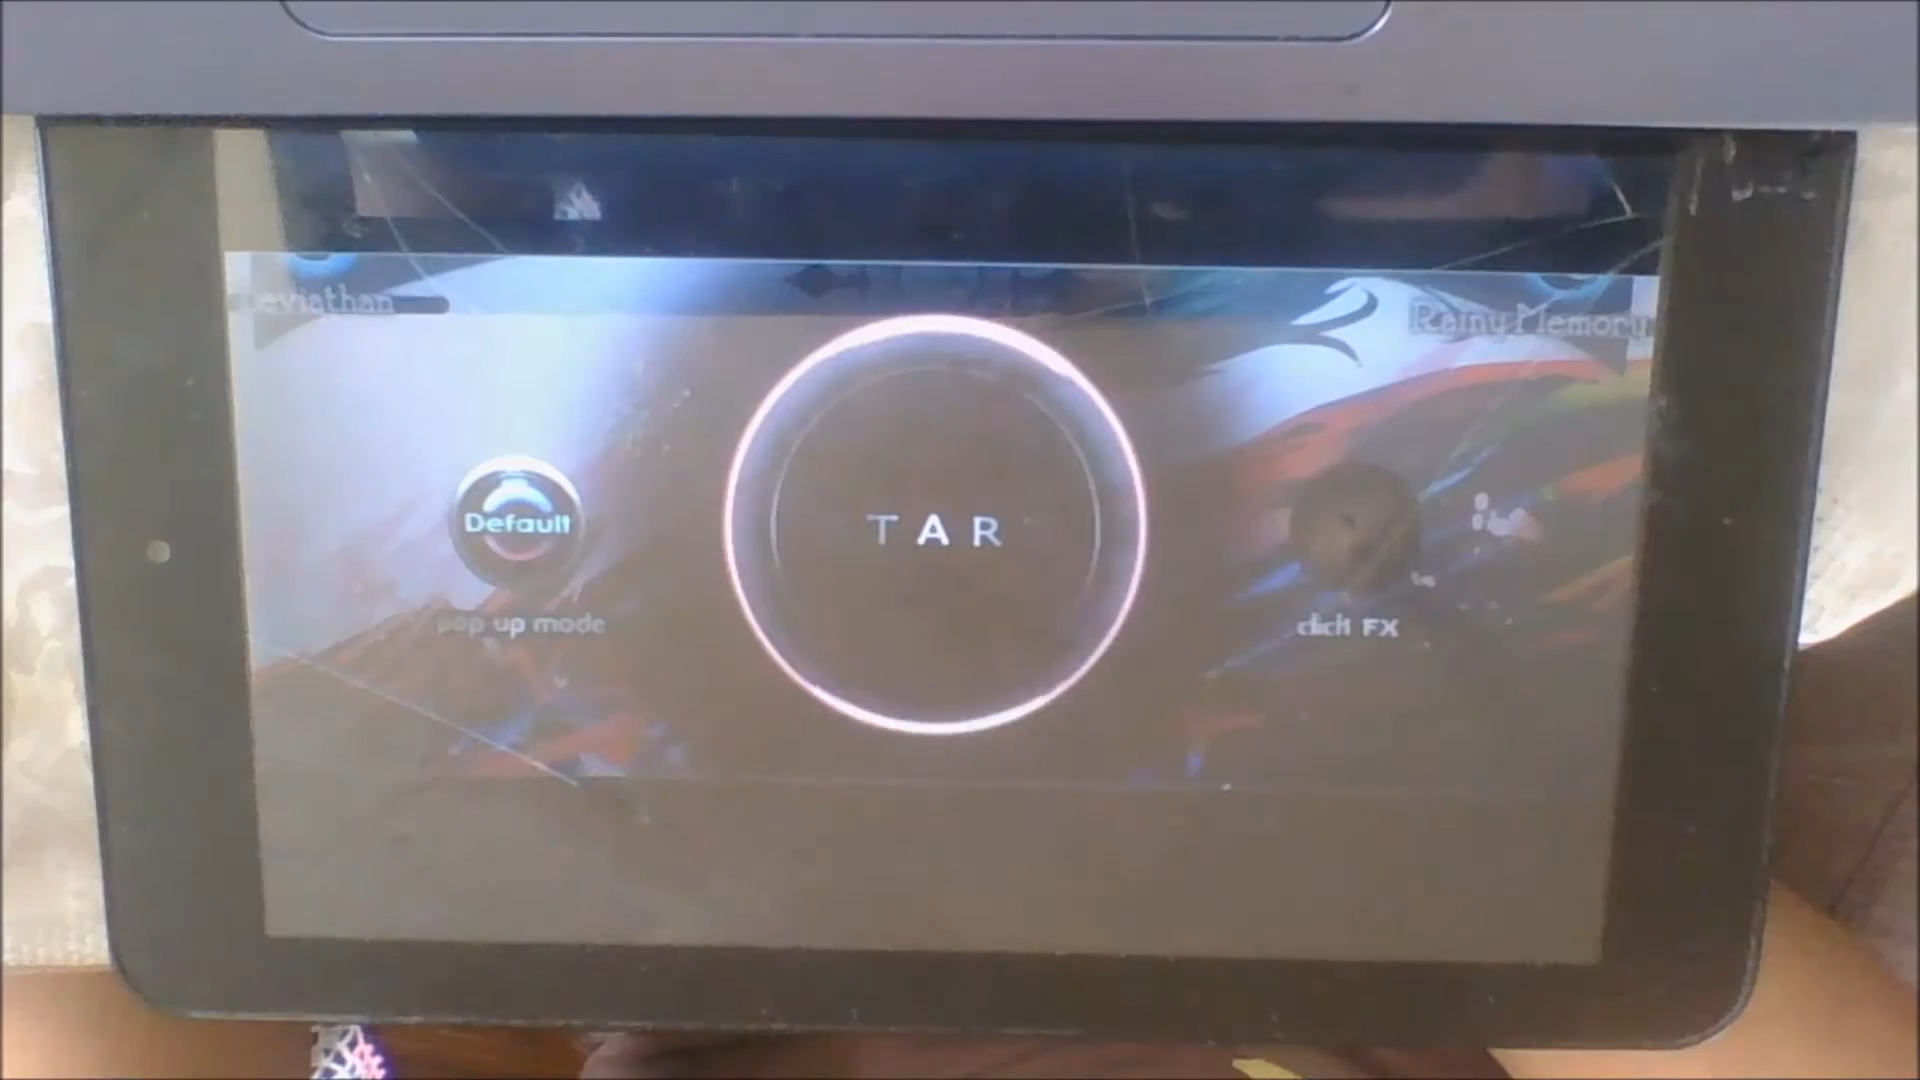 Leviathan
Rainy Memory
Default
TAR
pop up mode
click FX